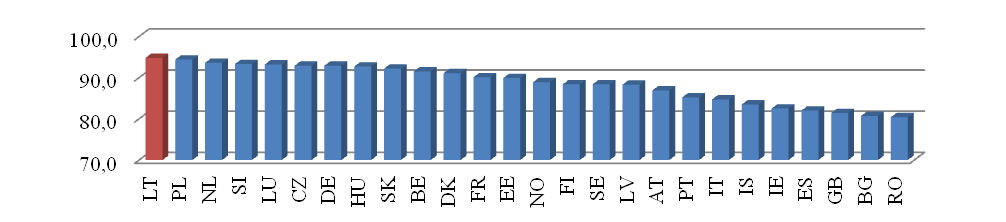 100,0
90,0
80,0
70,0
LT PL NL SI LU CZ DE HU SK BE DK FR EE NO FI SE LV AT PT IT IS IE ES GB BG RO